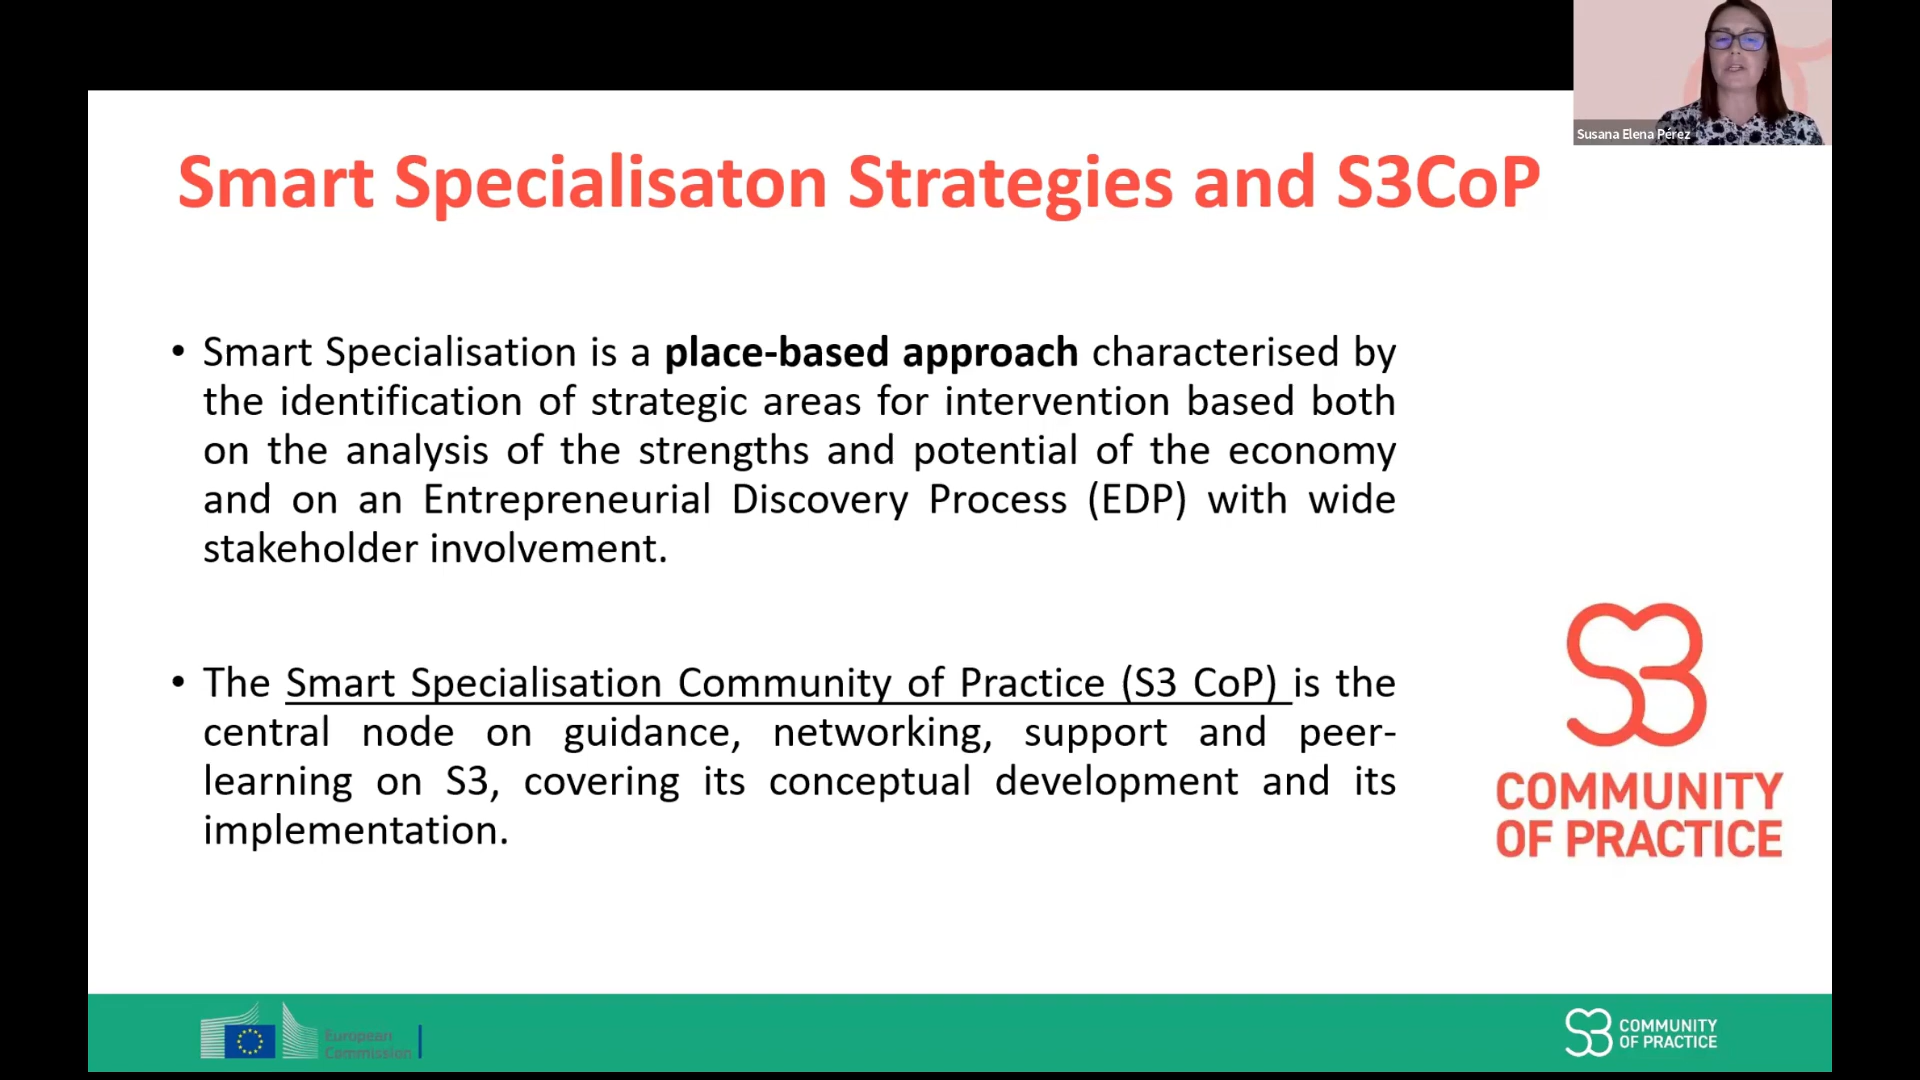 Susana Elena Pérez
Smart Specialisaton Strategies and S3CoP
• Smart Specialisation is a place-based approach characterised by
the identification of strategic areas for intervention based both
on the analysis of the strengths and potential of the economy
and on an Entrepreneurial Discovery Process (EDP) with wide
stakeholder involvement.
• The Smart Specialisation Community of Practice (S3 CoP) is the
central node on guidance, networking, support and peer-
learning on S3, covering its conceptual development and its
implementation.
S3
COMMUNITY
OF PRACTICE
European
Commission
S3
COMMUNITY
OF PRACTICE